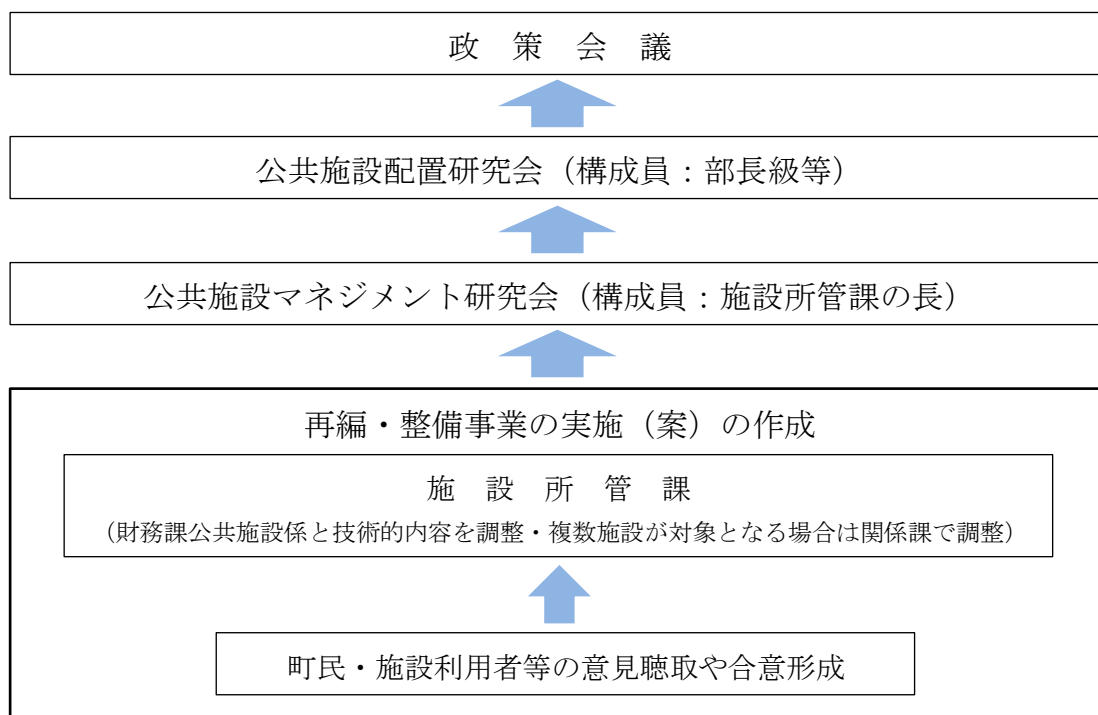 政　策　会　議
公共施設配置研究会（構成員：部長級等）
公共施設マネジメント研究会（構成員：施設所管課の長）
再編・整備事業の実施（案）の作成
施　設　所　管　課
（財務課公共施設係と技術的内容を調整・複数施設が対象となる場合は関係課で調整）
町民・施設利用者等の意見聴取や合意形成